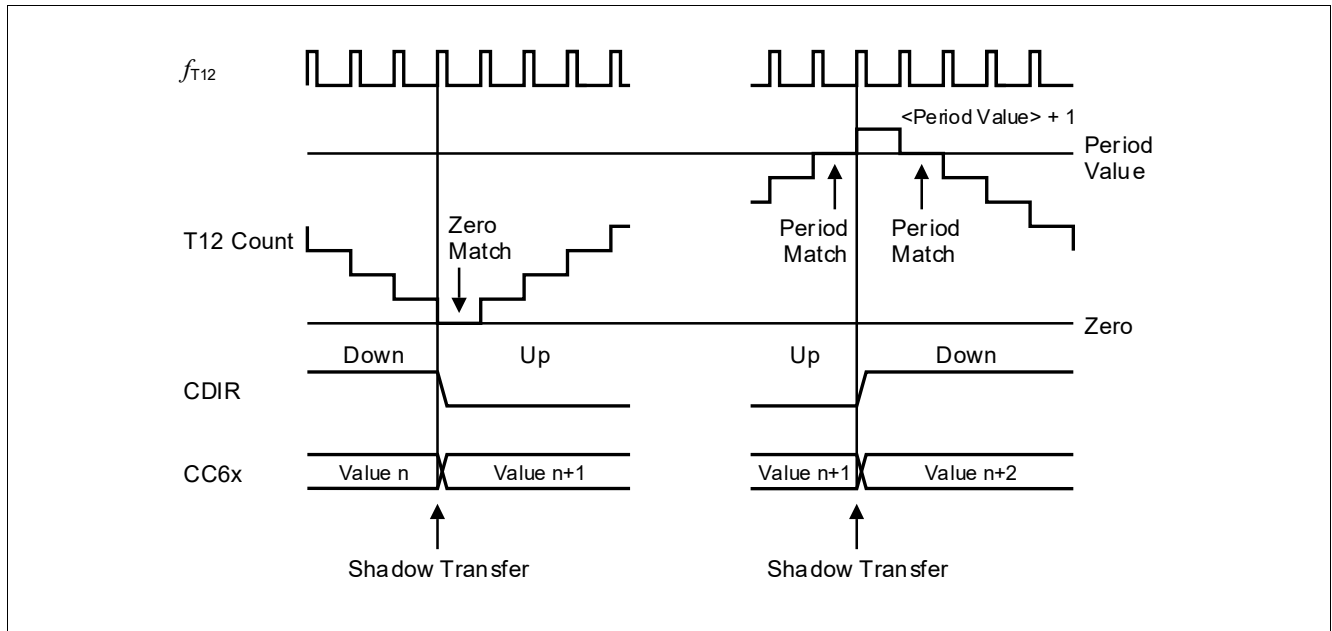 fT12
<Period Value> + 1
Period
Value
Period
Match
Period
Match
T12 Count
Zero
Match
Zero
Down
Up
Up
Down
CDIR
CC6x
Value n
Value n+1
Value n+1
Value n+2
Shadow Transfer
Shadow Transfer